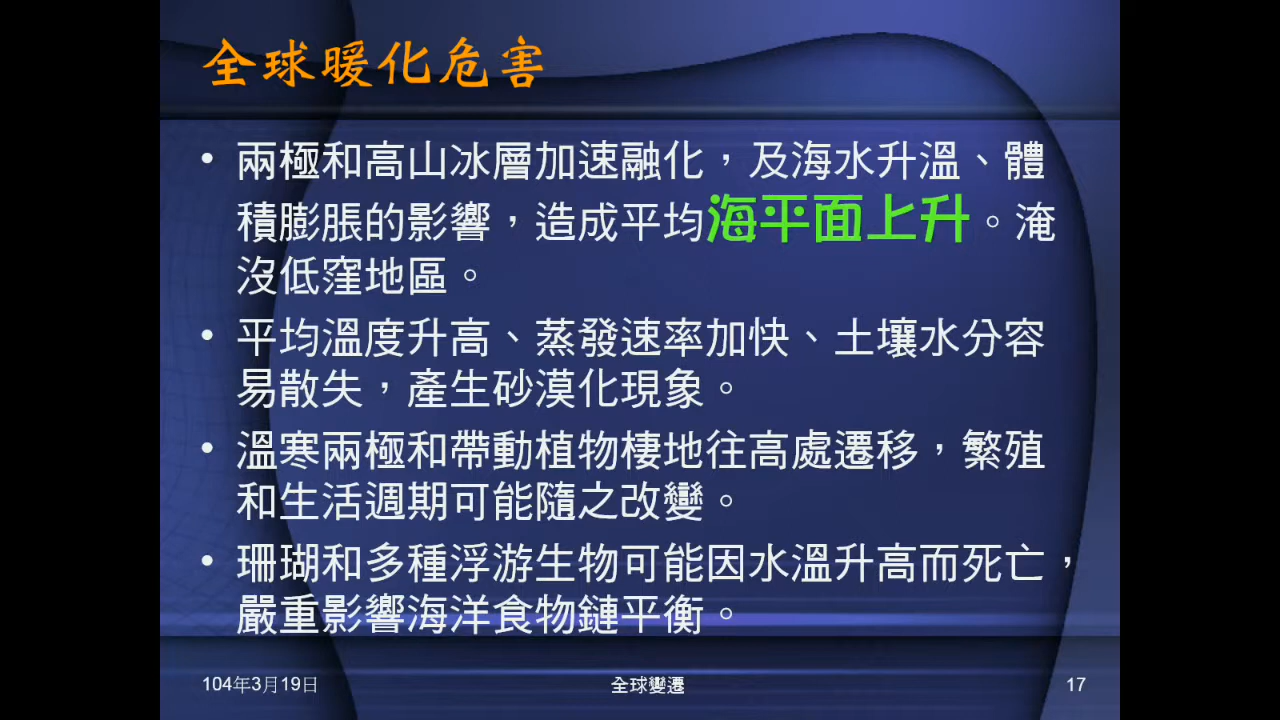 全球暖化危害
• 兩極和高山冰層加速融化，及海水升溫、體
積膨脹的影響，造成平均海平面上升。淹
沒低窪地區。
• 平均溫度升高、蒸發速率加快、土壤水分容
易散失，產生砂漠化現象。
• 溫寒兩極和帶動植物棲地往高處遷移，繁殖
和生活週期可能隨之改變。
• 珊瑚和多種浮游生物可能因水溫升高而死亡，
嚴重影響海洋食物鏈平衡。
104年3月19日
全球變遷
17